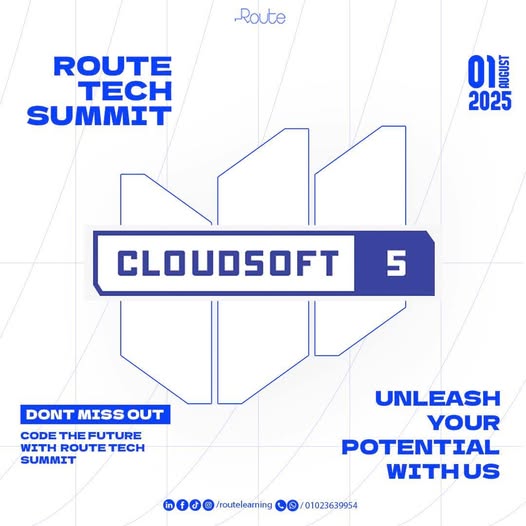 Route
ROUTE
TECH
SUMMIT
01 AUGUST
2025
CLOUDSOFT 5
DONT MISS OUT
CODE THE FUTURE
WITH ROUTE TECH
SUMMIT
UNLEASH
YOUR
POTENTIAL
WITH US
/routelearning / 01023639954